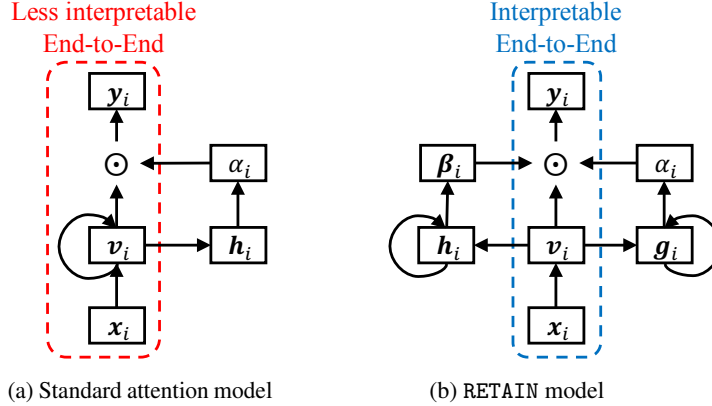 Less interpretable
End-to-End
y_i
⊙
α_i
v_i
h_i
x_i
(a) Standard attention model
Interpretable
End-to-End
y_i
β_i
⊙
α_i
h_i
v_i
g_i
x_i
(b) RETAIN model